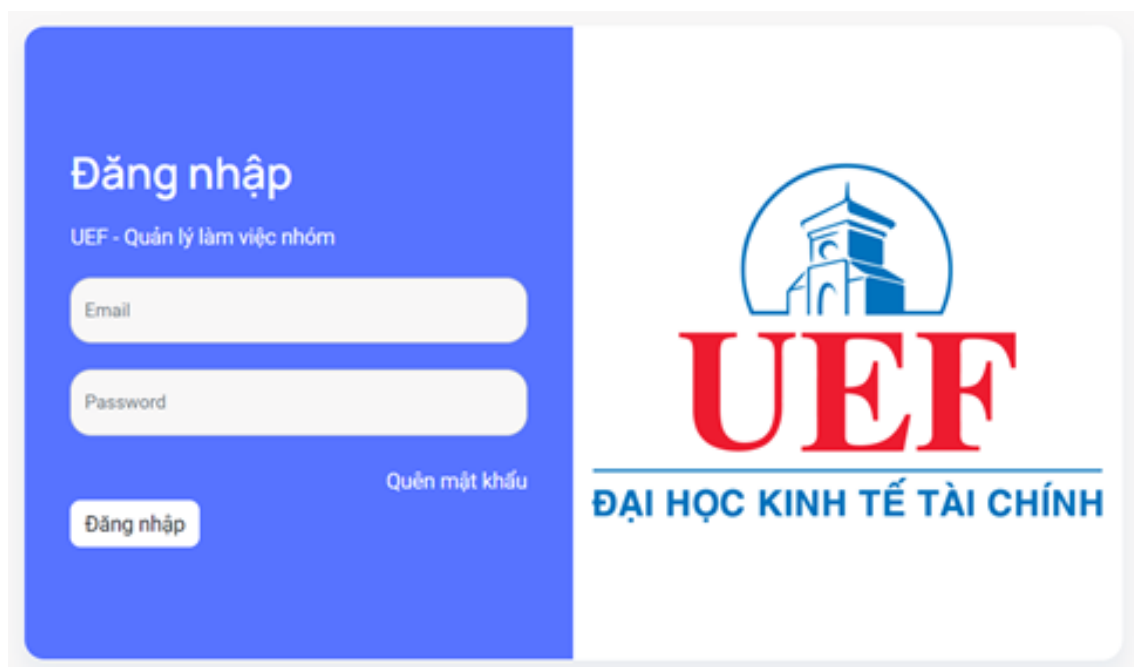 Đăng nhập
UEF - Quản lý làm việc nhóm
Email
Password
Quên mật khẩu
Đăng nhập
UEF
ĐẠI HỌC KINH TẾ TÀI CHÍNH